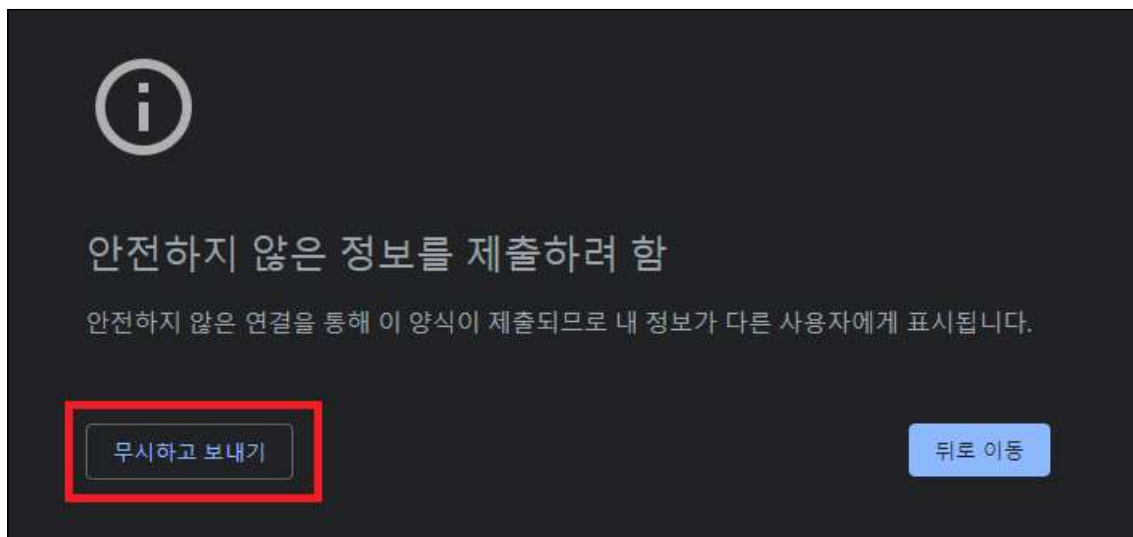 안전하지 않은 정보를 제출하려 함
안전하지 않은 연결을 통해 이 양식이 제출되므로 내 정보가 다른 사용자에게 표시됩니다.
무시하고 보내기
뒤로 이동